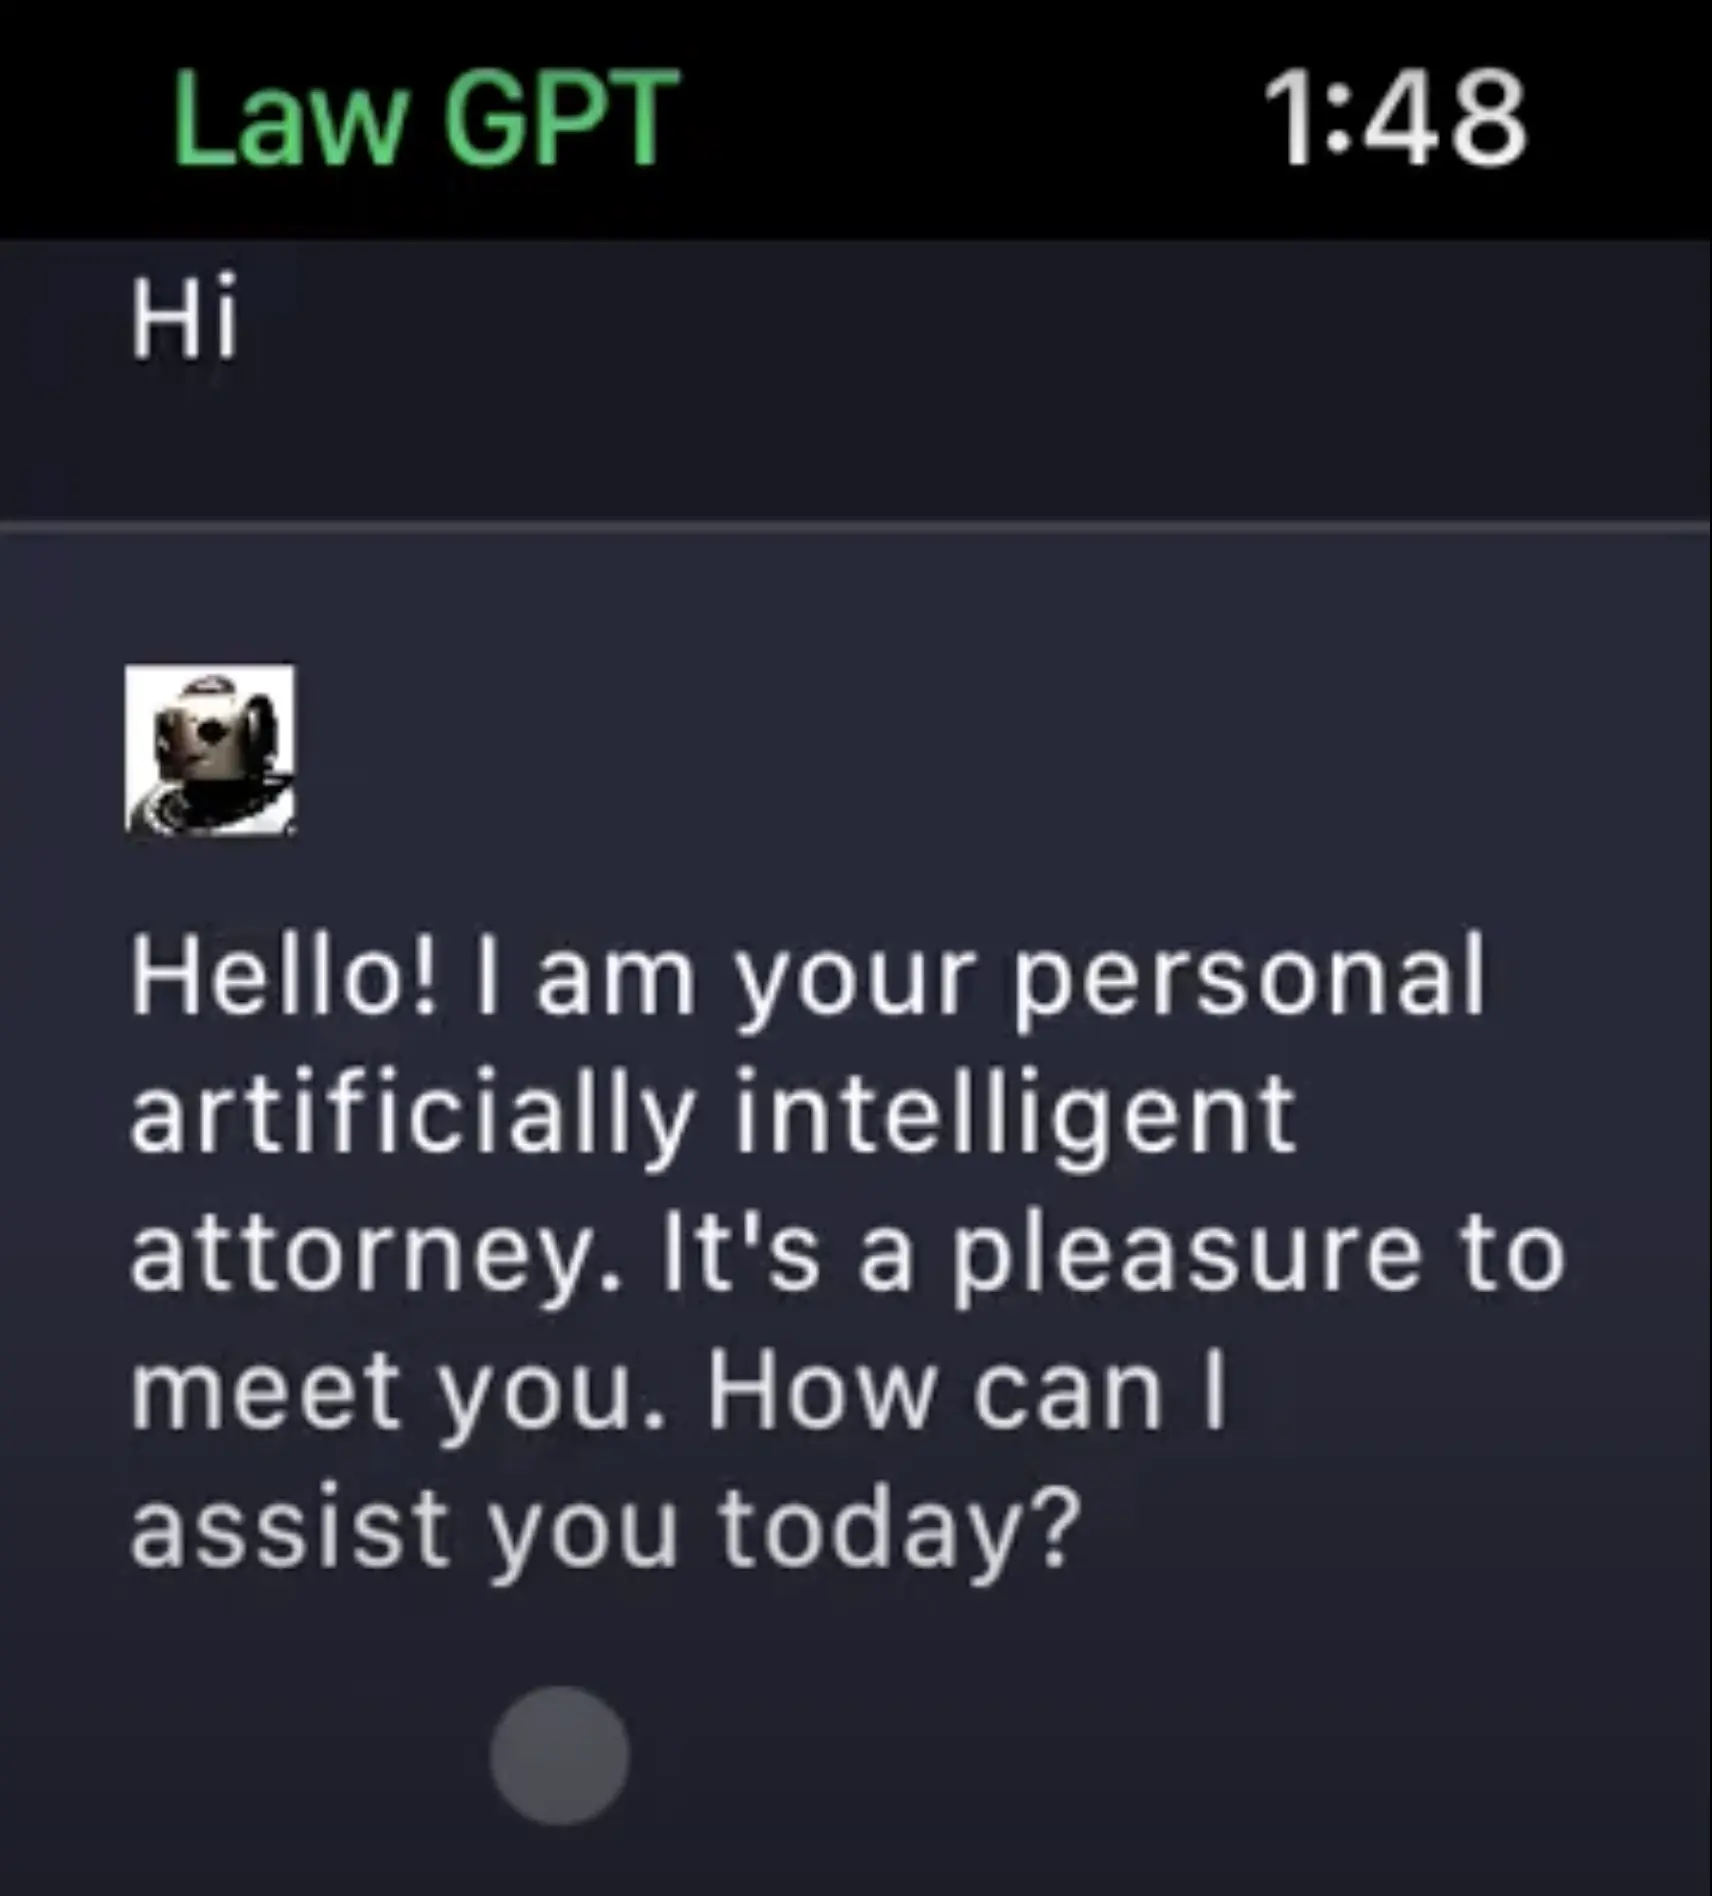 Law GPT 1:48
Hi
Hello! I am your personal
artificially intelligent
attorney. It's a pleasure to
meet you. How can I
assist you today?